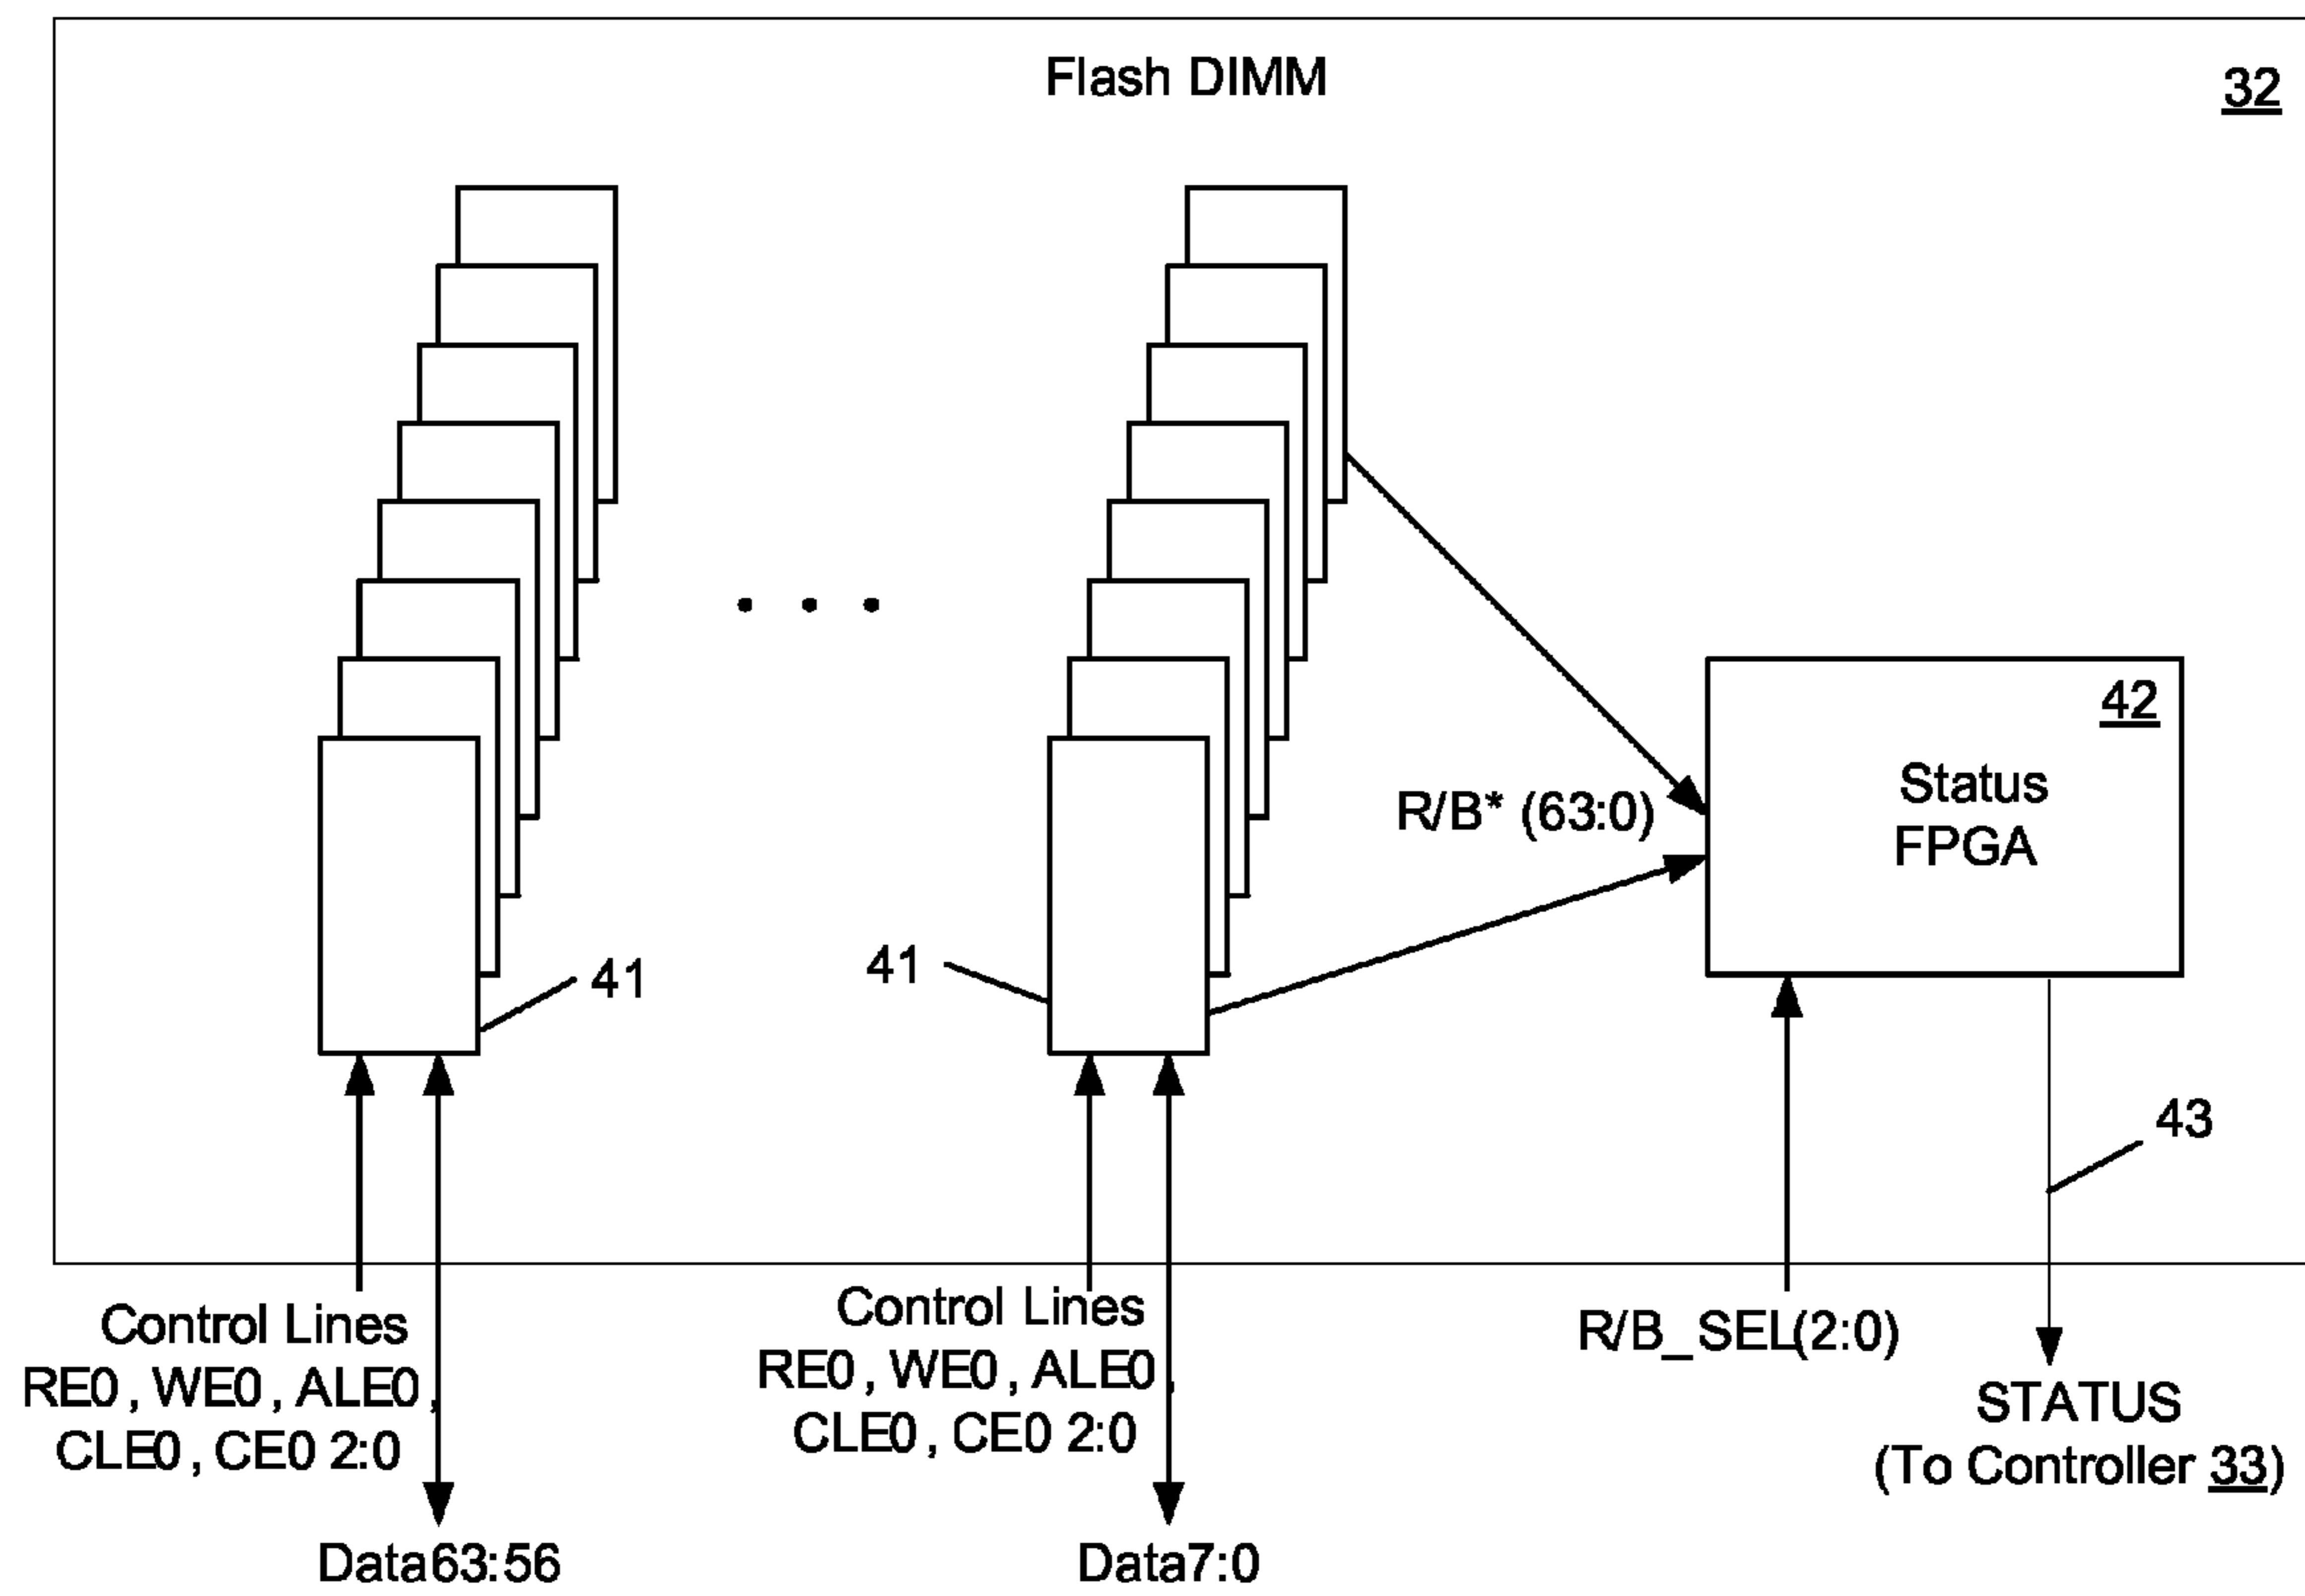 Flash DIMM
32
42
Status
FPGA
R/B* (63:0)
41
41
43
Control Lines
RE0, WE0, ALE0,
CLE0, CE0 2:0
Control Lines
RE0, WE0, ALE0,
CLE0, CE0 2:0
R/B_SEL(2:0)
STATUS
(To Controller 33)
Data63:56
Data7:0